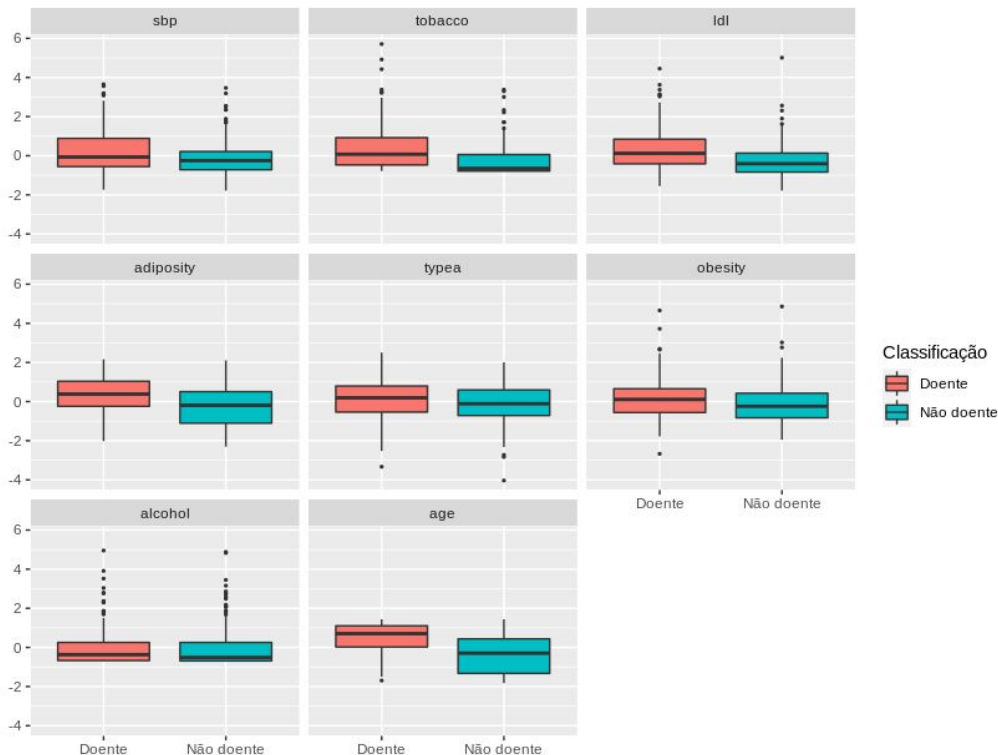 sbp
tobacco
ldl
6
4
2
0
-2
-4
adiposity
typea
obesity
6
4
2
0
-2
-4
Classificação
Doente
Não doente
Doente
Não doente
alcohol
age
6
4
2
0
-2
-4
Doente
Não doente
Doente
Não doente